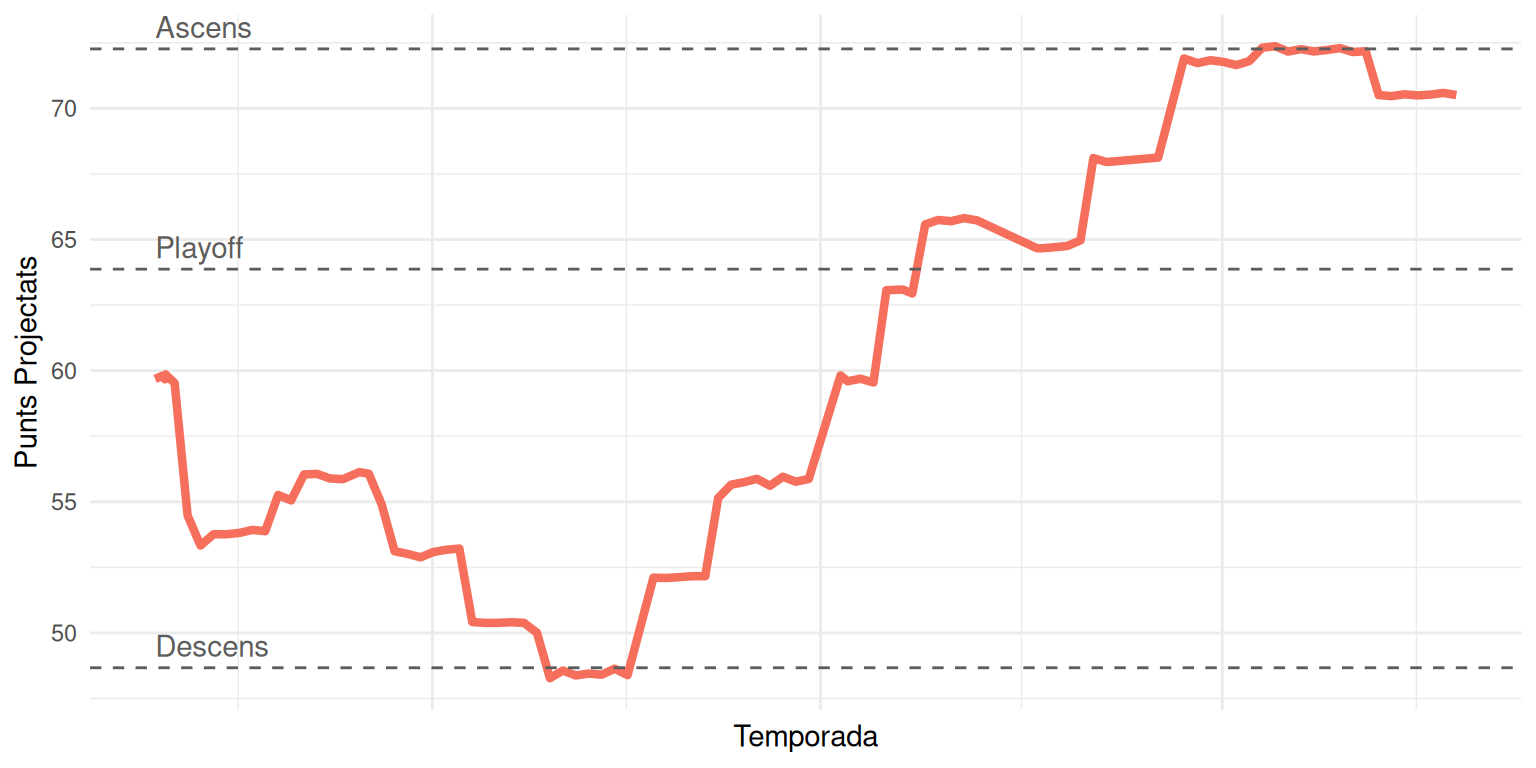 Ascens
70
65
Playoff
60
55
50
Descens
Punts Projectats
Temporada